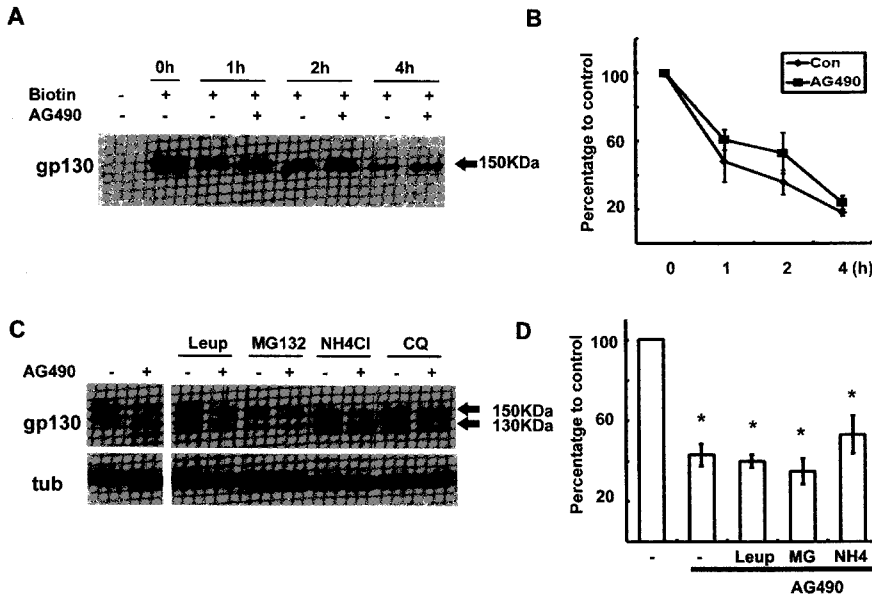 A
0h 1h 2h 4h
Biotin - + + + + + + +
AG490 - - - + - + - +
gp130
150KDa
B
Percentatge to control
100
60
20
Con
AG490
0 1 2 4 (h)
C
Leup MG132 NH4Cl CQ
AG490 - + - + - + - + - +
gp130
150KDa
130KDa
tub
D
Percentatge to control
100
60
20
* * * *
- - Leup MG NH4
AG490